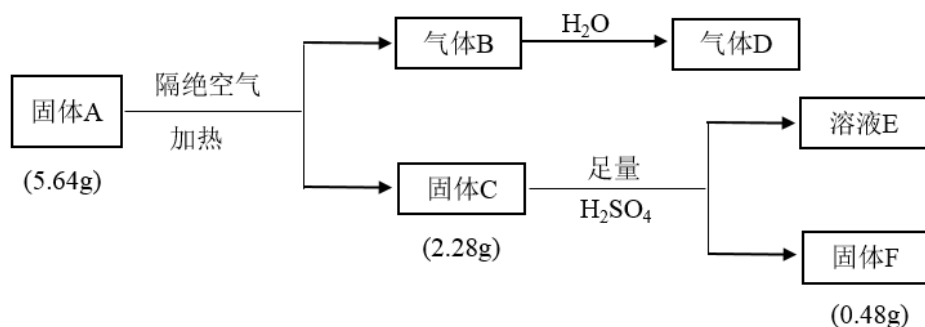 固体A
(5.64g)
隔绝空气
加热
气体B
H₂O
气体D
固体C
(2.28g)
足量
H₂SO₄
溶液E
固体F
(0.48g)